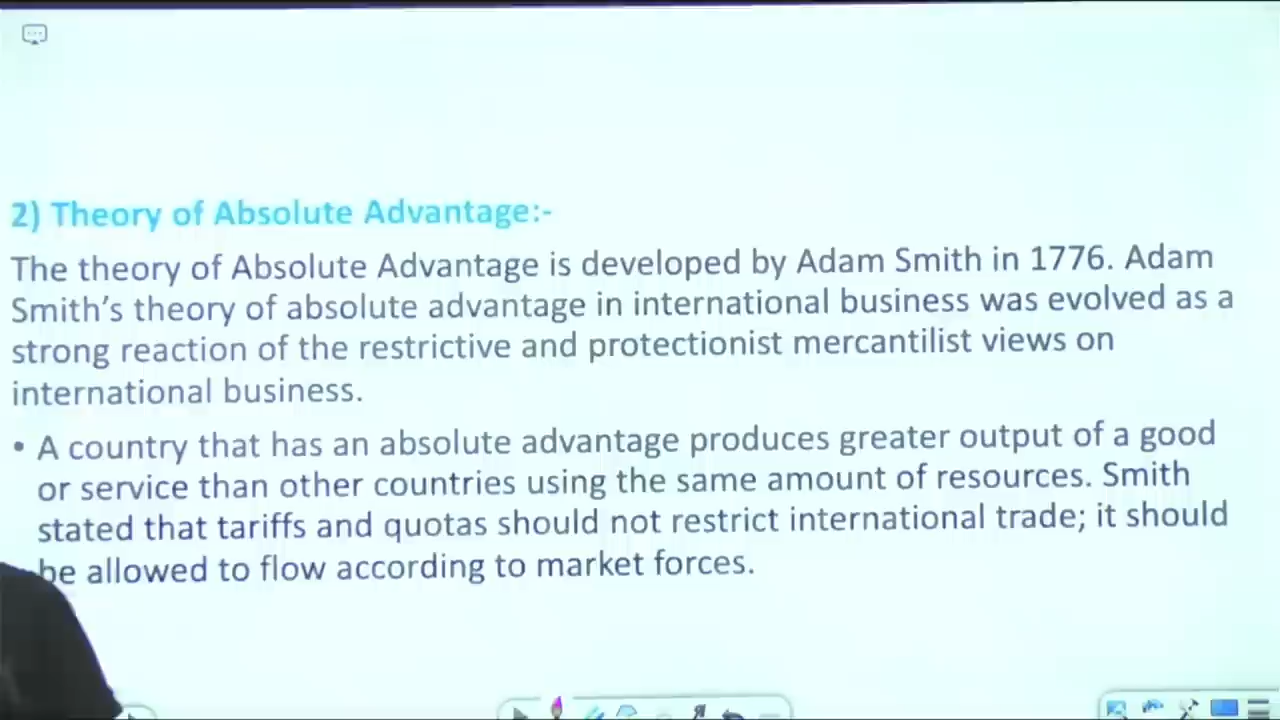 2) Theory of Absolute Advantage:-
The theory of Absolute Advantage is developed by Adam Smith in 1776. Adam
Smith's theory of absolute advantage in international business was evolved as a
strong reaction of the restrictive and protectionist mercantilist views on
international business.
• A country that has an absolute advantage produces greater output of a good
or service than other countries using the same amount of resources. Smith
stated that tariffs and quotas should not restrict international trade; it should
be allowed to flow according to market forces.